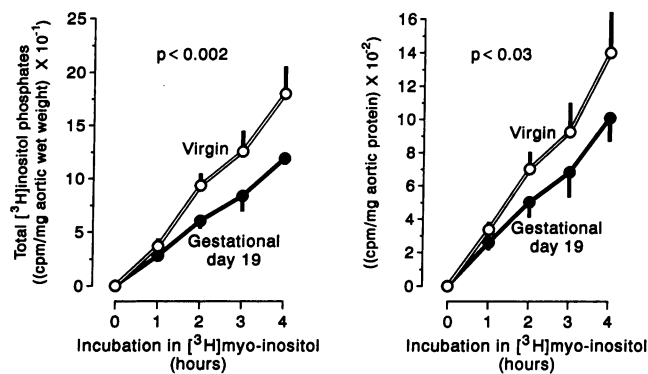 Total [³H]inositol phosphates
((cpm/mg aortic wet weight) X 10⁻¹)
25
20
15
10
5
0
p < 0.002
Virgin
Gestational
day 19
0 1 2 3 4
Incubation in [³H]myo-inositol
(hours)
((cpm/mg aortic protein) X 10⁻²)
16
14
12
10
8
6
4
2
0
p < 0.03
Virgin
Gestational
day 19
0 1 2 3 4
Incubation in [³H]myo-inositol
(hours)